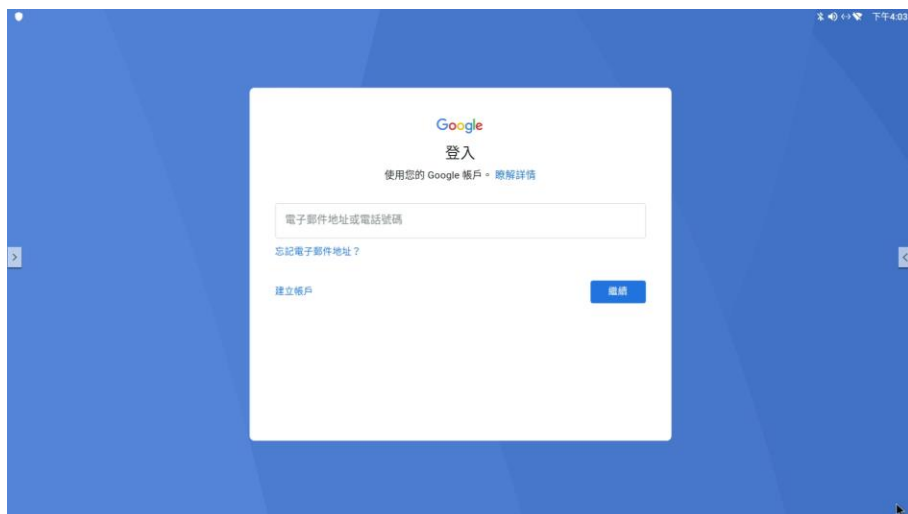 下午4:03
Google
登入
使用您的 Google 帳戶。瞭解詳情
電子郵件地址或電話號碼
忘記電子郵件地址？
建立帳戶
繼續